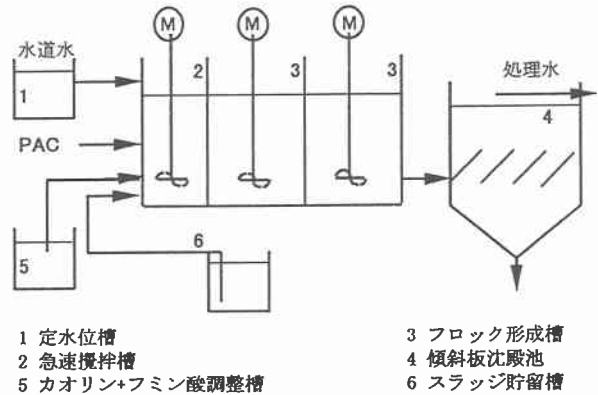 M M M
水道水
処理水
1
2
3
3
4
PAC
5
6
1 定水位槽
2 急速攪拌槽
5 カオリン+フミン酸調整槽
3 フロック形成槽
4 傾斜板沈殿池
6 スラッジ貯留槽